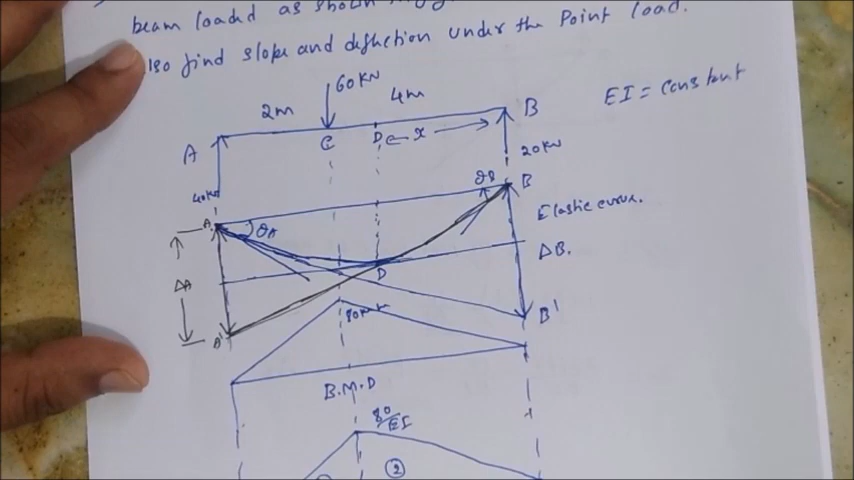 beam loaded as shown
also find slope and deflection under the Point load.
60KN
2m
4m
EI = constant
A
C
D
x
B
40KN
20KN
A
θA
θB
B
Elastic curve.
ΔA
D
ΔB.
A'
B'
80KN
B.M.D
80/EI
2